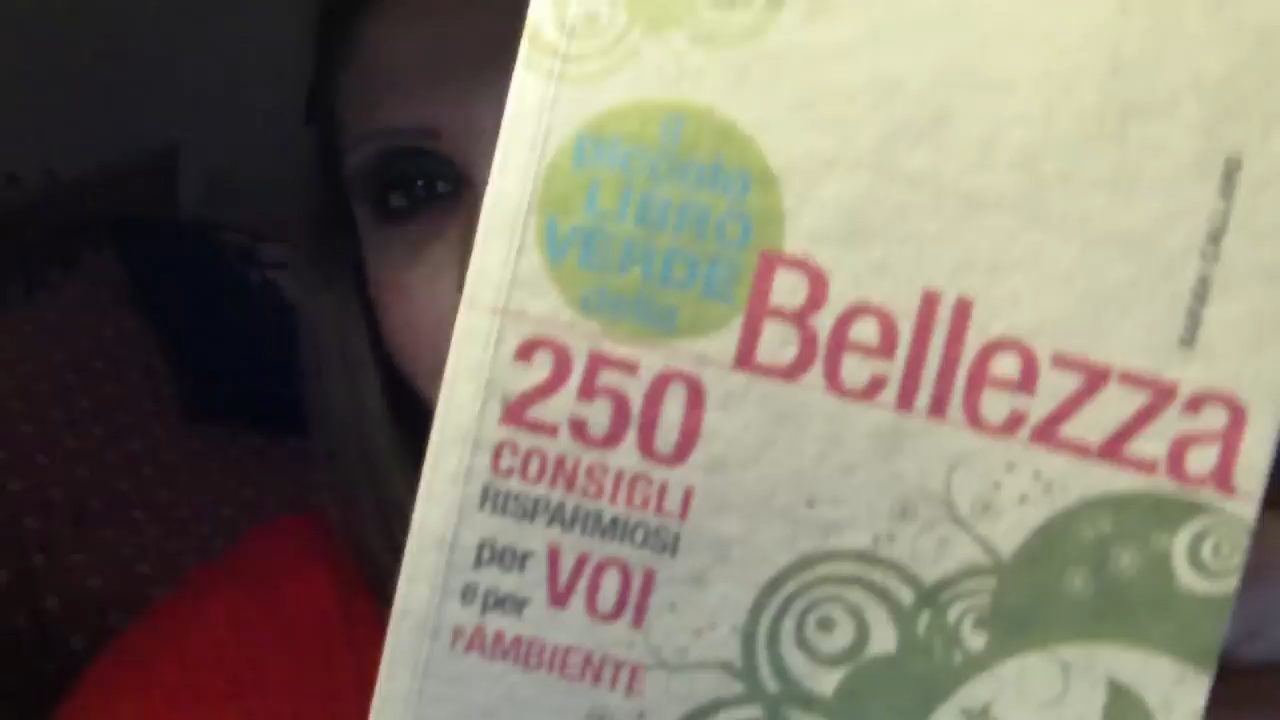 il
piccolo
LIBRO
VERDE
della
Bellezza
250
CONSIGLI
RISPARMIOSI
per VOI
e per
l'AMBIENTE